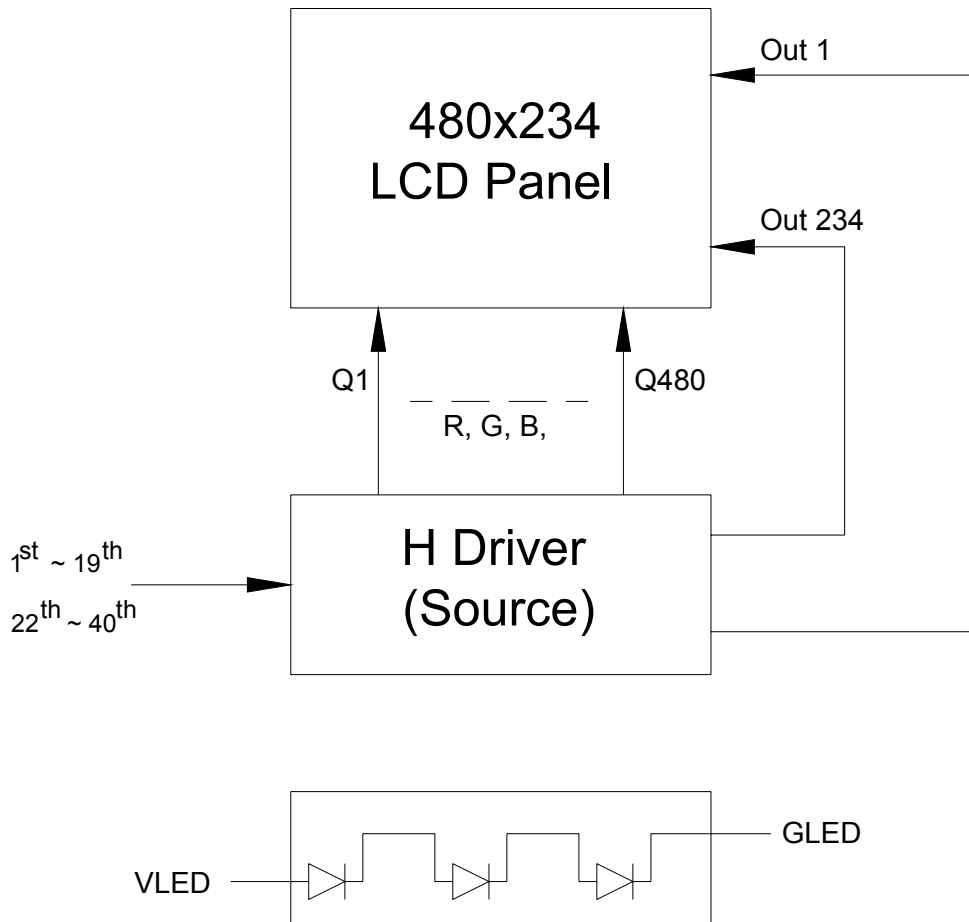 Out 1
480x234
LCD Panel
Out 234
Q1
Q480
R, G, B,
H Driver
(Source)
1st ~ 19th
22th ~ 40th
GLED
VLED